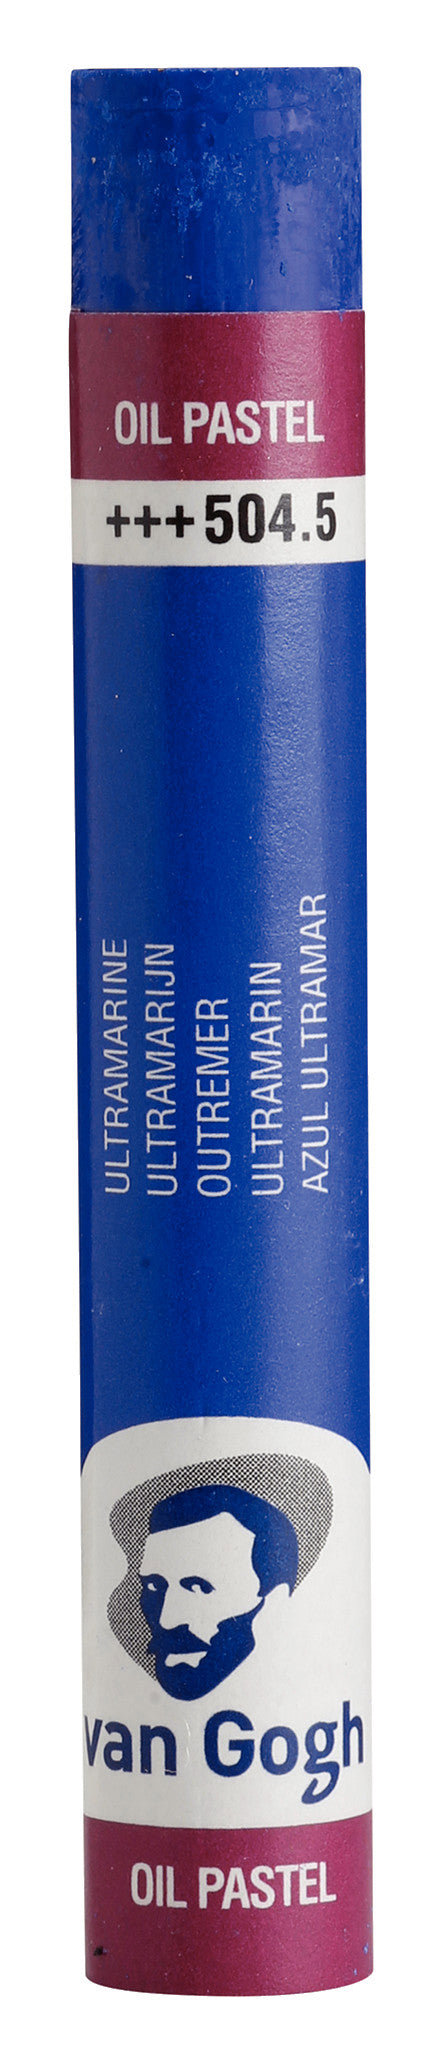 OIL PASTEL
+++504.5
ULTRAMARINE
ULTRAMARIJN
OUTREMER
ULTRAMARIN
AZUL ULTRAMAR
van Gogh
OIL PASTEL